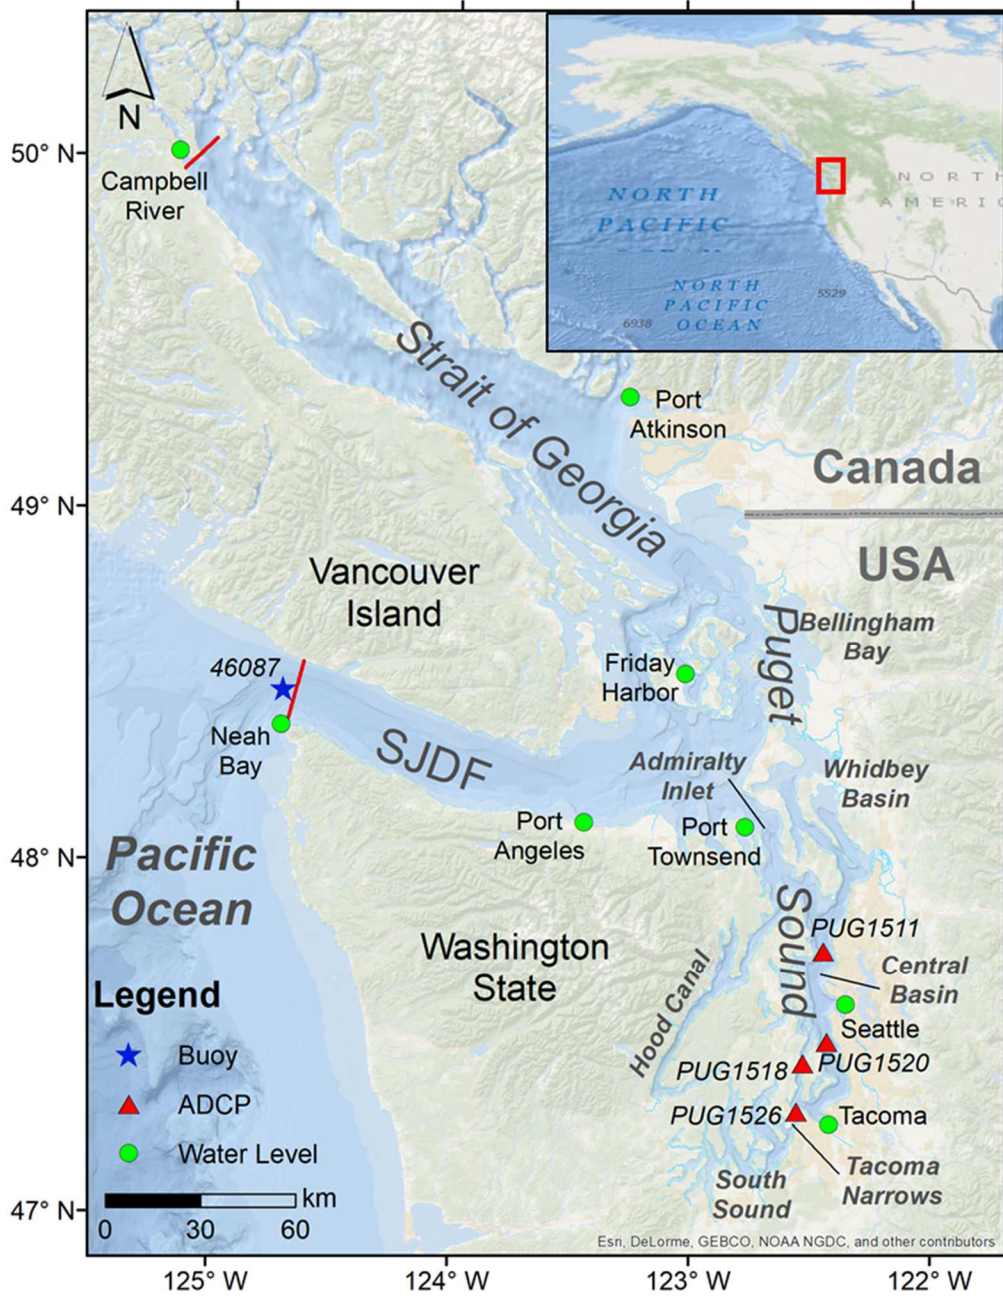 N
50° N
49° N
48° N
47° N
125° W
124° W
123° W
122° W
NORTH
PACIFIC
NORTH
PACIFIC
OCEAN
6938
5529
NORTH
AMERIC
Campbell
River
Strait of Georgia
Port
Atkinson
Canada
USA
Vancouver
Island
Puget
Bellingham
Bay
46087
Friday
Harbor
Neah
Bay
SJDF
Admiralty
Inlet
Whidbey
Basin
Port
Angeles
Port
Townsend
Pacific
Ocean
Sound
PUG1511
Washington
State
Central
Basin
Hood Canal
Seattle
PUG1518
PUG1520
PUG1526
Tacoma
Tacoma
Narrows
South
Sound
Legend
Buoy
ADCP
Water Level
km
0 30 60
Esri, DeLorme, GEBCO, NOAA NGDC, and other contributors